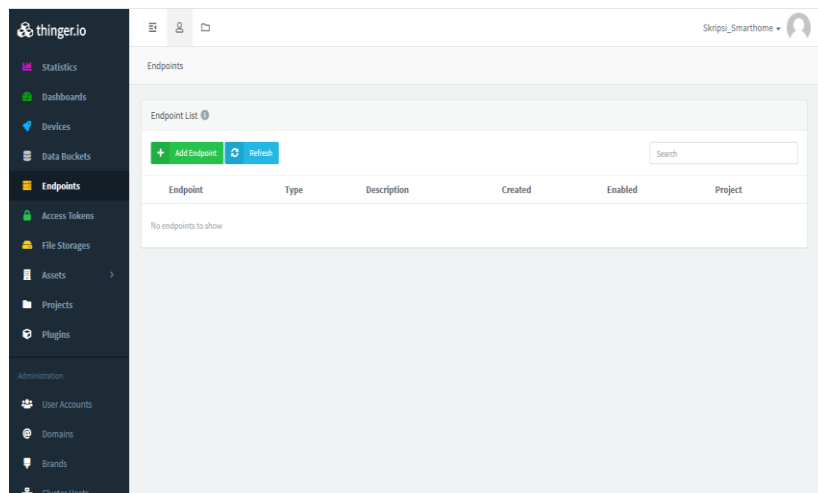 thinger.io
Skripsi_Smarthome
Statistics
Dashboards
Devices
Data Buckets
Endpoints
Access Tokens
File Storages
Assets
Projects
Plugins
Administration
User Accounts
Domains
Brands
Cluster Hosts
Endpoints
Endpoint List
Add Endpoint Refresh Search
Endpoint Type Description Created Enabled Project
No endpoints to show